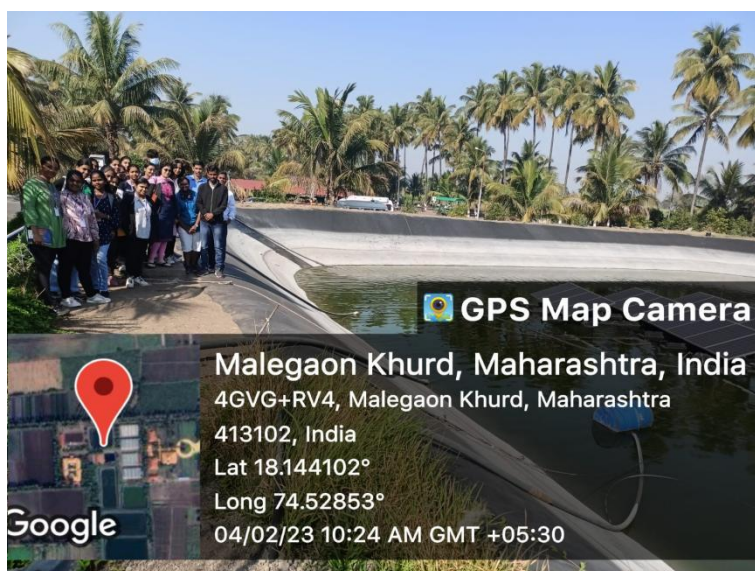 GPS Map Camera
Malegaon Khurd, Maharashtra, India
4GVG+RV4, Malegaon Khurd, Maharashtra
413102, India
Lat 18.144102°
Long 74.52853°
04/02/23 10:24 AM GMT +05:30
Google